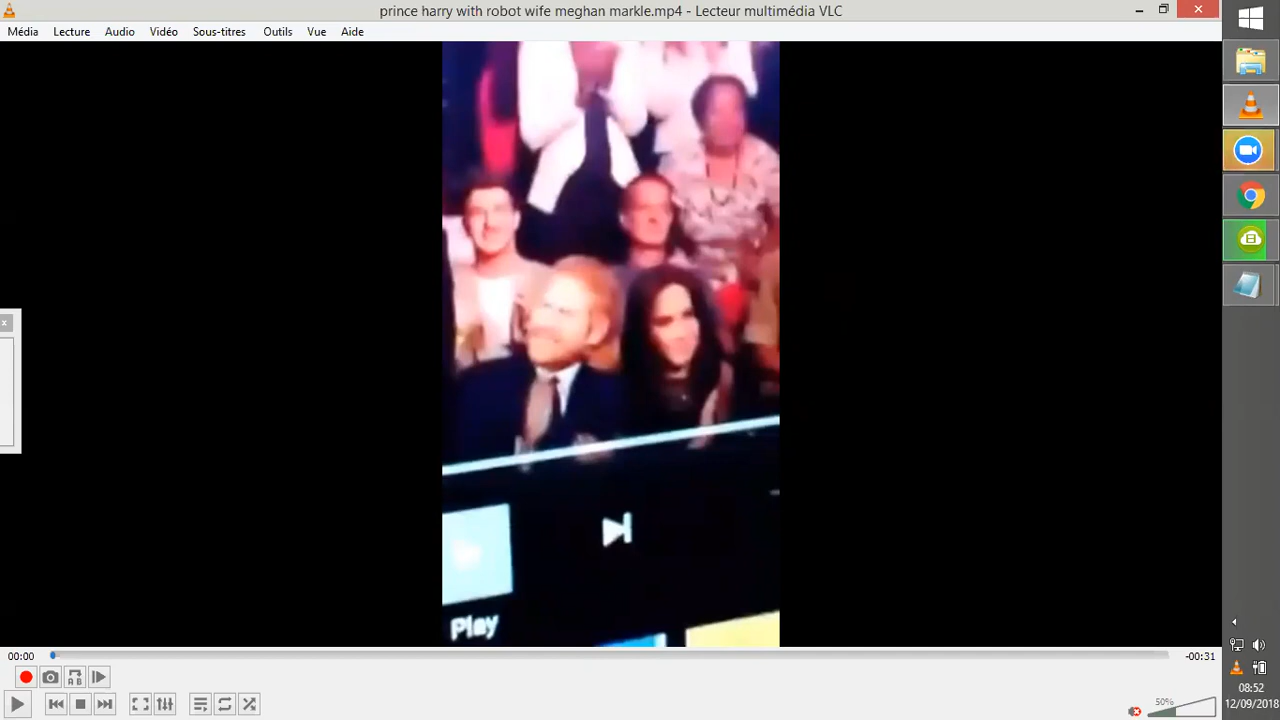 prince harry with robot wife meghan markle.mp4 - Lecteur multimédia VLC
Média Lecture Audio Vidéo Sous-titres Outils Vue Aide
x
Play
00:00 -00:31
A B
50%
08:52
12/09/2018